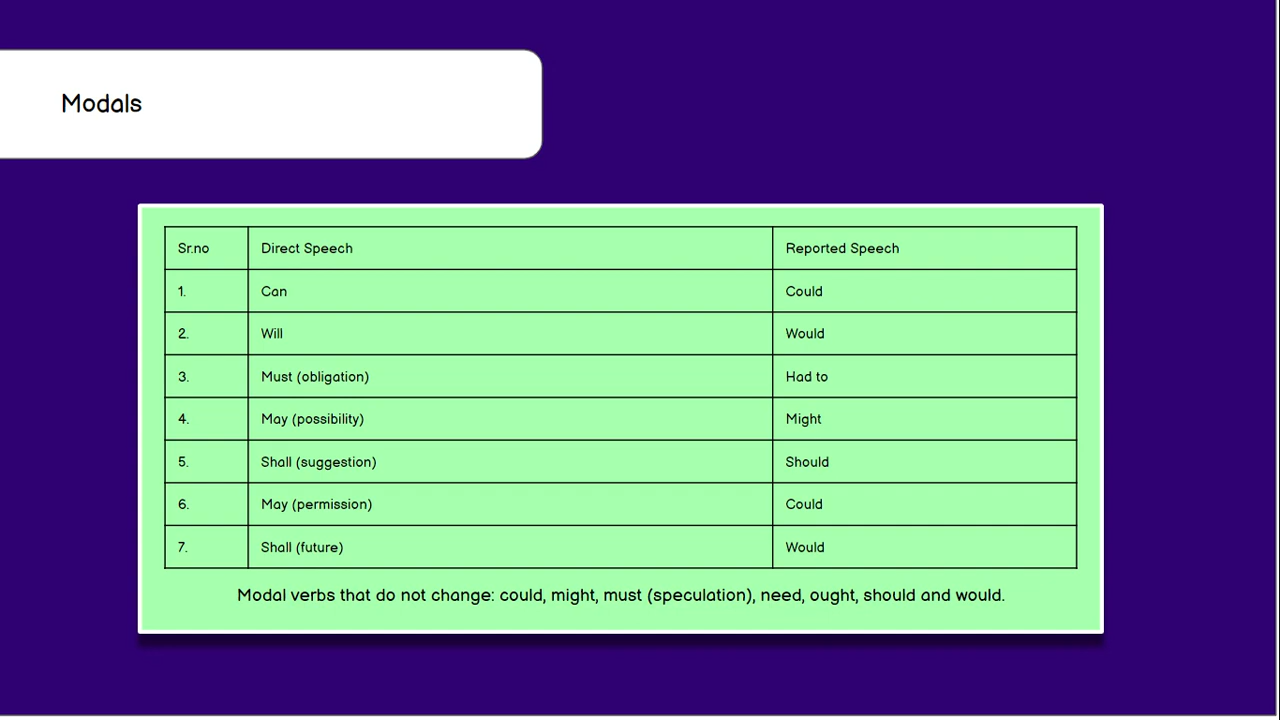 Modals
Sr.no Direct Speech Reported Speech
1. Can Could
2. Will Would
3. Must (obligation) Had to
4. May (possibility) Might
5. Shall (suggestion) Should
6. May (permission) Could
7. Shall (future) Would
Modal verbs that do not change: could, might, must (speculation), need, ought, should and would.